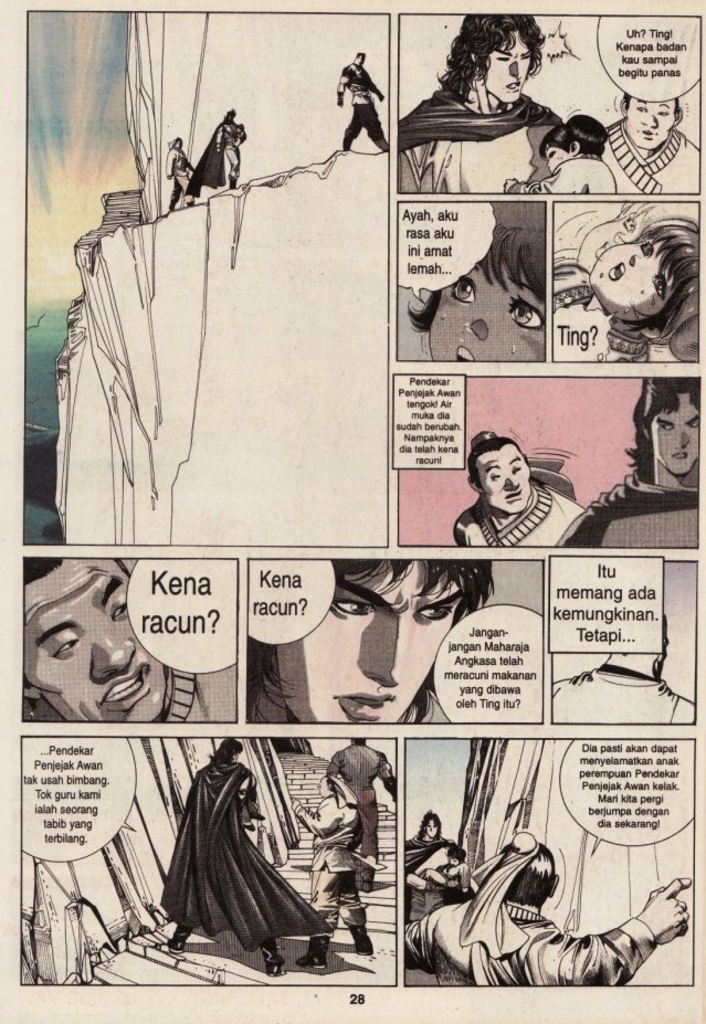 Uh? Ting!
Kenapa badan
kau sampai
begitu panas
Ayah, aku
rasa aku
ini amat
lemah...
Ting?
Pendekar
Penjejak Awan
tengok! Air
muka dia
sudah berubah.
Nampaknya
dia telah kena
racun!
Kena
racun?
Kena
racun?
Jangan-
jangan Maharaja
Angkasa telah
meracuni makanan
yang dibawa
oleh Ting itu?
Itu
memang ada
kemungkinan.
Tetapi...
...Pendekar
Penjejak Awan
tak usah bimbang.
Tok guru kami
ialah seorang
tabib yang
terbilang.
Dia pasti akan dapat
menyelamatkan anak
perempuan Pendekar
Penjejak Awan kelak.
Mari kita pergi
berjumpa dengan
dia sekarang!
28